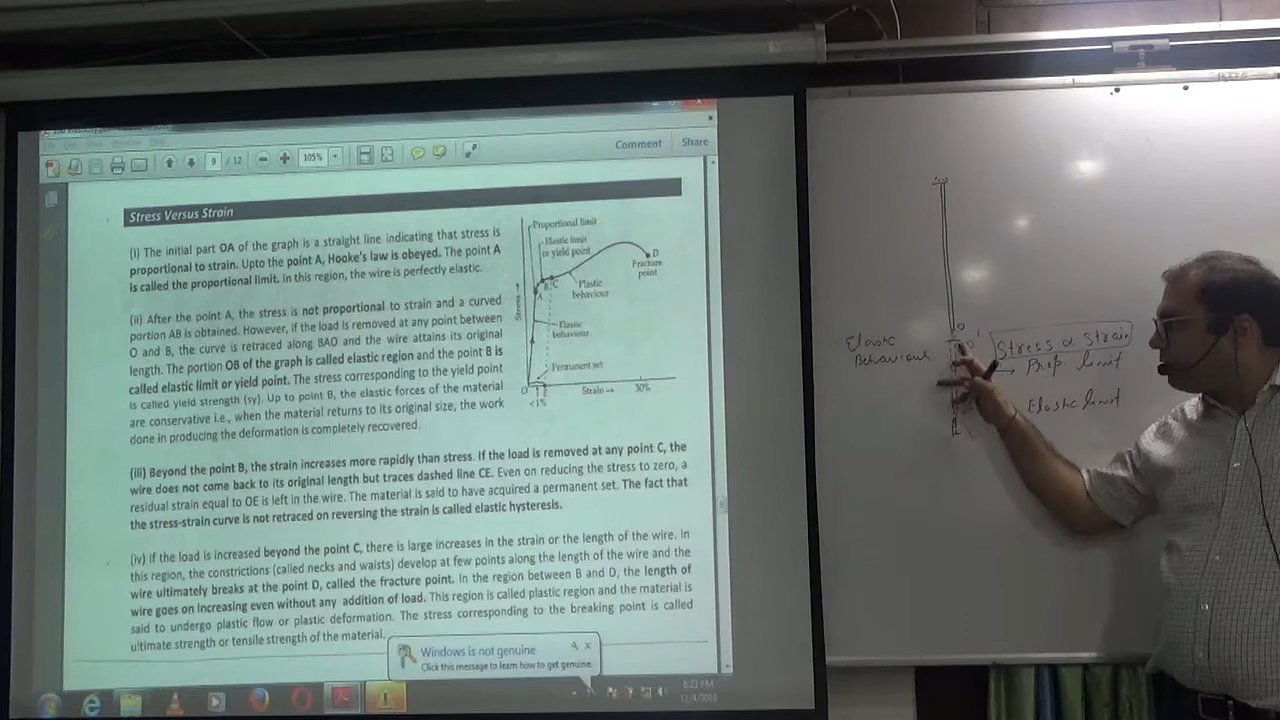 Comment
Share
9 / 12
105%
Stress Versus Strain
(i) The initial part OA of the graph is a straight line indicating that stress is
proportional to strain. Upto the point A, Hooke's law is obeyed. The point A
is called the proportional limit. In this region, the wire is perfectly elastic.
(ii) After the point A, the stress is not proportional to strain and a curved
portion AB is obtained. However, if the load is removed at any point between
O and B, the curve is retraced along BAO and the wire attains its original
length. The portion OB of the graph is called elastic region and the point B is
called elastic limit or yield point. The stress corresponding to the yield point
is called yield strength (sy). Up to point B, the elastic forces of the material
are conservative i.e., when the material returns to its original size, the work
done in producing the deformation is completely recovered.
Proportional limit
Elastic limit
or yield point
D
Fracture
point
Plastic
behaviour
A
B
C
Stress →
Elastic
behaviour
Permanent set
O
E
Strain →
30%
<1%
(iii) Beyond the point B, the strain increases more rapidly than stress. If the load is removed at any point C, the
wire does not come back to its original length but traces dashed line CE. Even on reducing the stress to zero, a
residual strain equal to OE is left in the wire. The material is said to have acquired a permanent set. The fact that
the stress-strain curve is not retraced on reversing the strain is called elastic hysteresis.
(iv) If the load is increased beyond the point C, there is large increases in the strain or the length of the wire. In
this region, the constrictions (called necks and waists) develop at few points along the length of the wire and the
wire ultimately breaks at the point D, called the fracture point. In the region between B and D, the length of
wire goes on increasing even without any addition of load. This region is called plastic region and the material is
said to undergo plastic flow or plastic deformation. The stress corresponding to the breaking point is called
ultimate strength or tensile strength of the material.
Windows is not genuine
Click this message to learn how to get genuine.
6:23 PM
Elastic
Behaviour
Stress α Strain
→ Prop. limit
Elastic limit